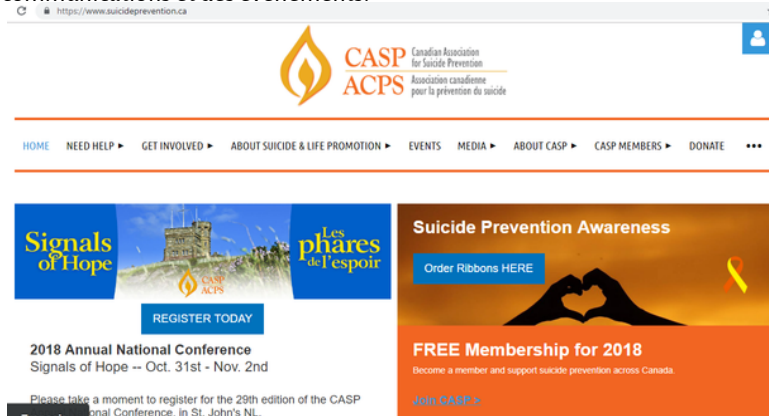 communications et des événements.
https://www.suicideprevention.ca
CASP Canadian Association
for Suicide Prevention
ACPS Association canadienne
pour la prévention du suicide
HOME NEED HELP ► GET INVOLVED ► ABOUT SUICIDE & LIFE PROMOTION ► EVENTS MEDIA ► ABOUT CASP ► CASP MEMBERS ► DONATE •••
Signals
of Hope
CASP
ACPS
Les
phares
de l'espoir
REGISTER TODAY
2018 Annual National Conference
Signals of Hope -- Oct. 31st - Nov. 2nd
Please take a moment to register for the 29th edition of the CASP
onal Conference, in St. John's NL.
Suicide Prevention Awareness
Order Ribbons HERE
FREE Membership for 2018
Become a member and support suicide prevention across Canada.
Join CASP >